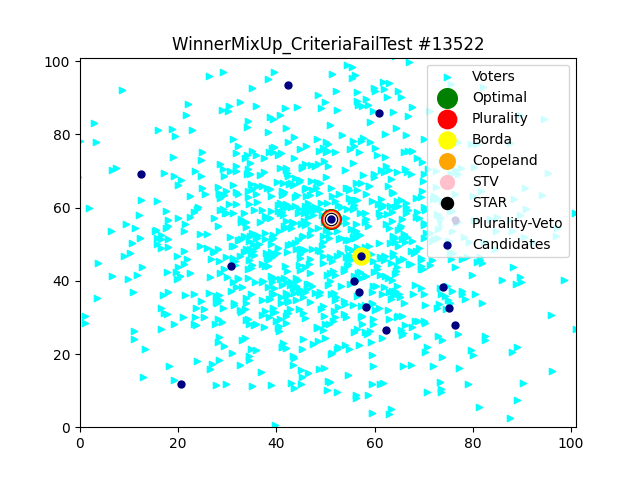 WinnerMixUp_CriteriaFailTest #13522
100
80
60
40
20
0
0
20
40
60
80
100
Voters
Optimal
Plurality
Borda
Copeland
STV
STAR
Plurality-Veto
Candidates